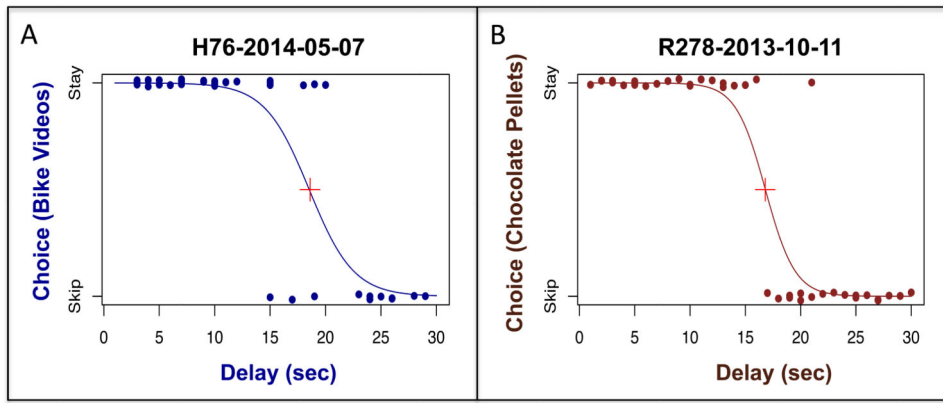 A
H76-2014-05-07
Choice (Bike Videos)
Stay
Skip
0 5 10 15 20 25 30
Delay (sec)
B
R278-2013-10-11
Choice (Chocolate Pellets)
Stay
Skip
0 5 10 15 20 25 30
Delay (sec)